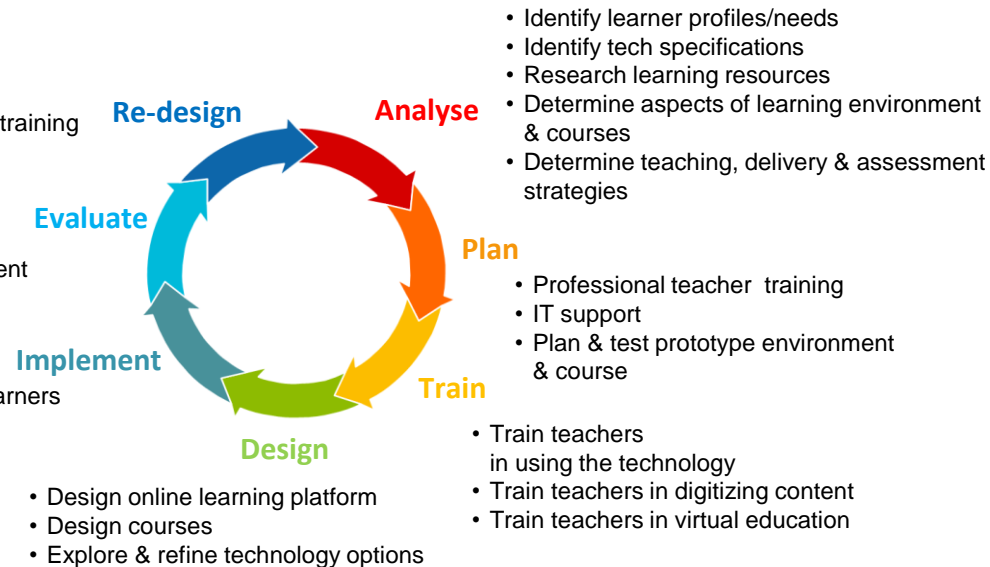 • Identify learner profiles/needs
• Identify tech specifications
• Research learning resources
• Determine aspects of learning environment
& courses
• Determine teaching, delivery & assessment
strategies
Re-design
Analyse
training
Evaluate
Plan
• Professional teacher  training
• IT support
• Plan & test prototype environment
& course
Implement
Train
Design
• Train teachers
in using the technology
• Train teachers in digitizing content
• Train teachers in virtual education
• Design online learning platform
• Design courses
• Explore & refine technology options